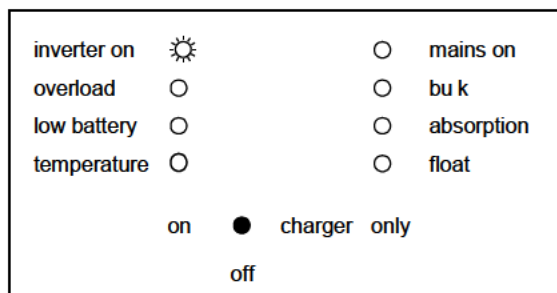 inverter on mains on
overload bu k
low battery absorption
temperature float
on charger only
off